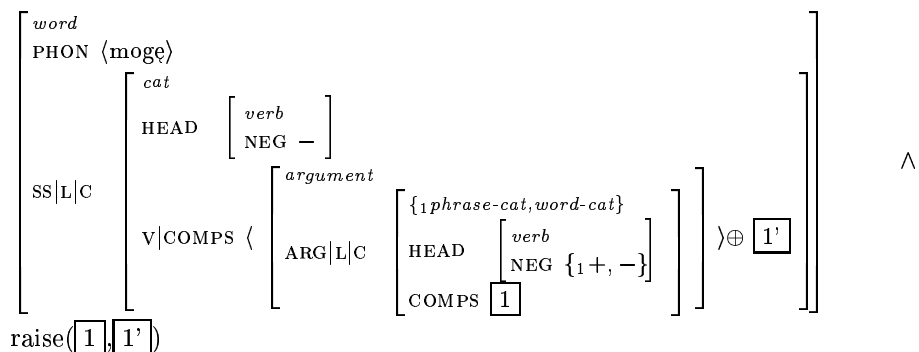 word
PHON ⟨mogę⟩
cat
HEAD
verb
NEG −
SS|L|C
argument
V|COMPS ⟨
ARG|L|C
{₁phrase-cat,word-cat}
HEAD
verb
NEG {₁+, −}
COMPS 1
⟩⊕ 1'
∧
raise( 1 , 1' )